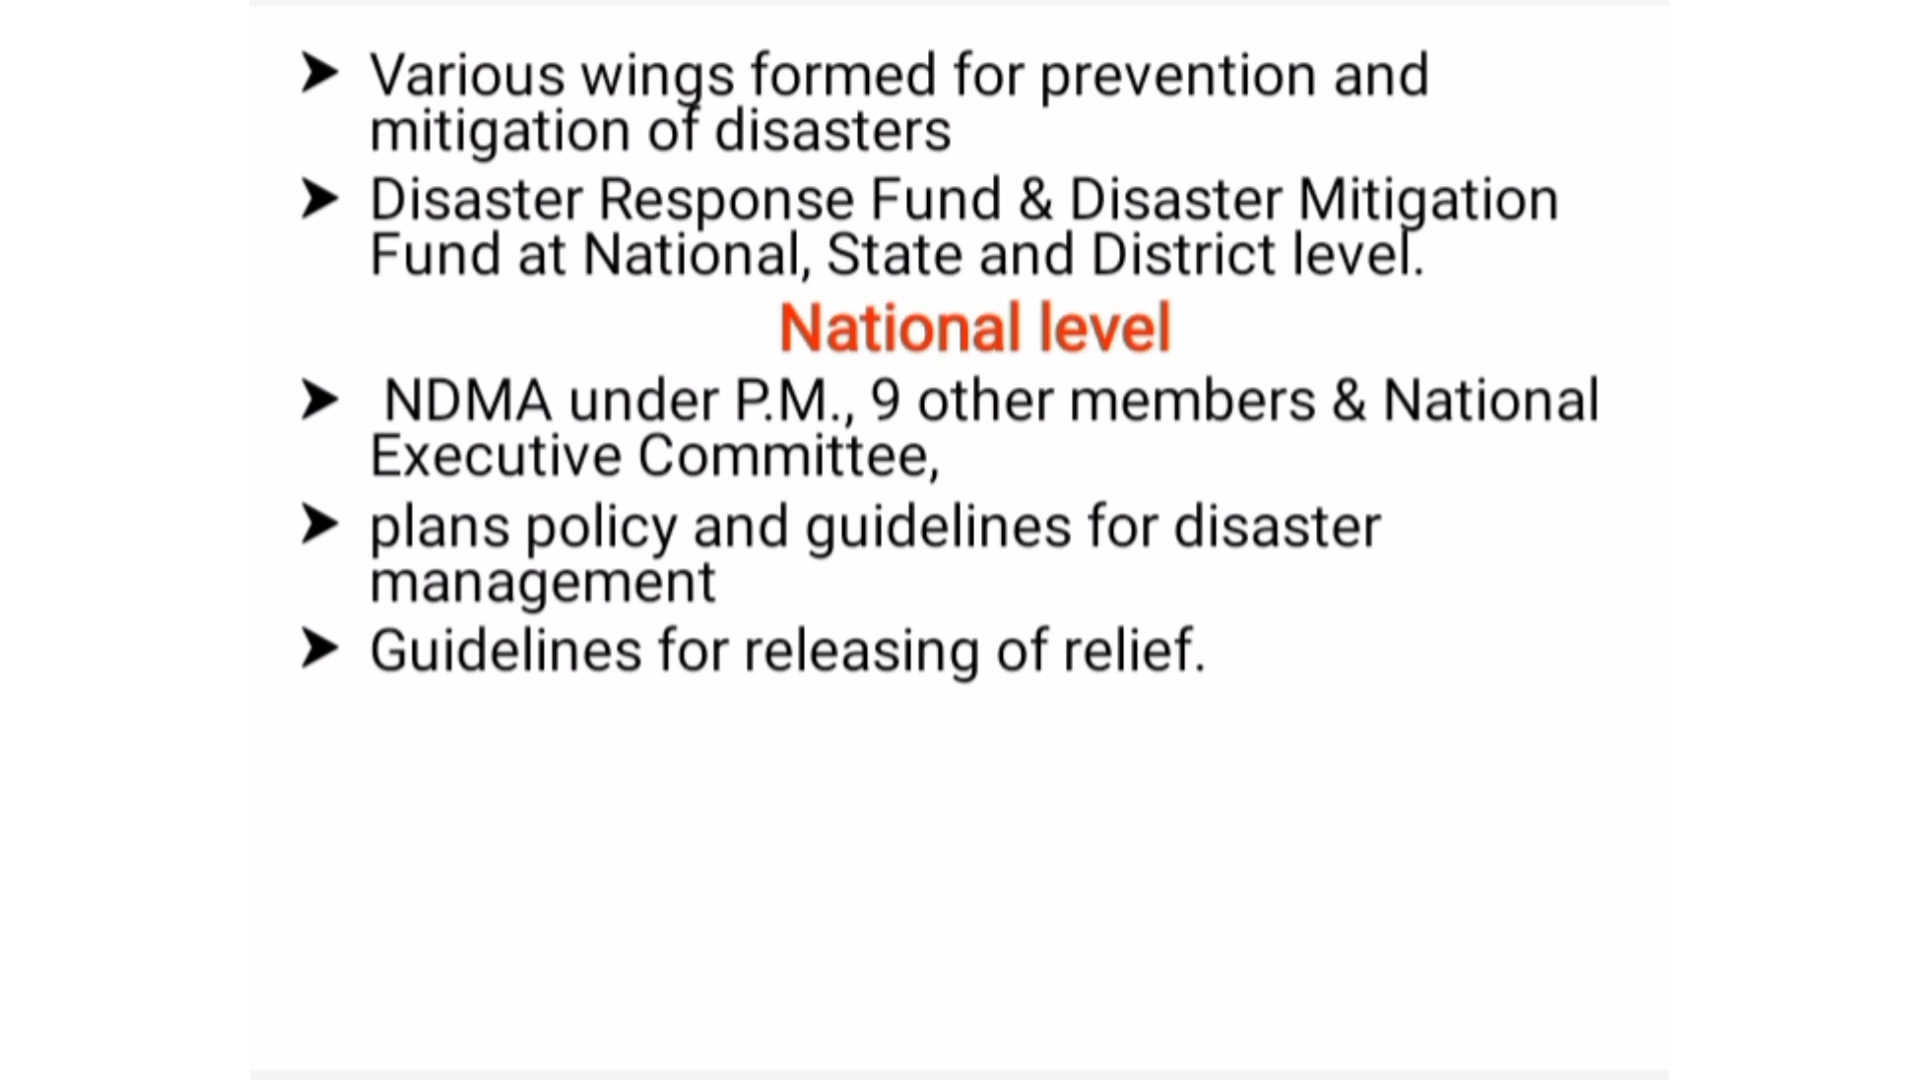 ➤ Various wings formed for prevention and
mitigation of disasters
➤ Disaster Response Fund & Disaster Mitigation
Fund at National, State and District level.
National level
➤ NDMA under P.M., 9 other members & National
Executive Committee,
➤ plans policy and guidelines for disaster
management
➤ Guidelines for releasing of relief.